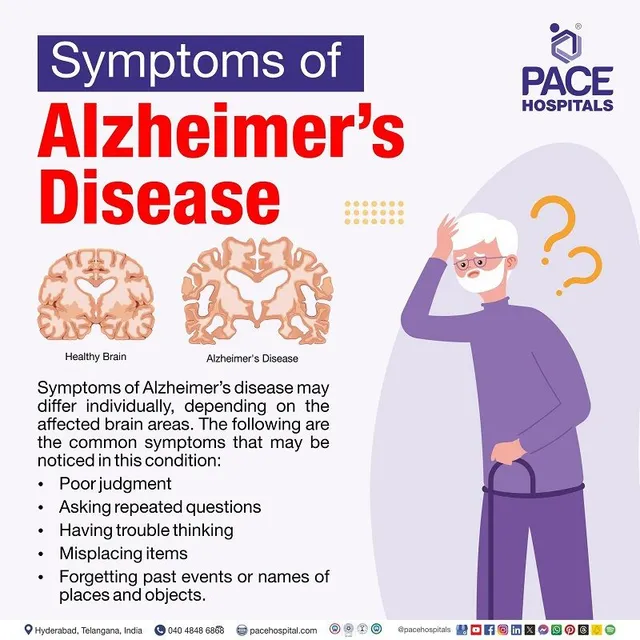 Symptoms of
Alzheimer's
Disease
®
PACE
HOSPITALS
??
Healthy Brain
Alzheimer's Disease
Symptoms of Alzheimer's disease may
differ individually, depending on the
affected brain areas. The following are
the common symptoms that may be
noticed in this condition:
• Poor judgment
• Asking repeated questions
• Having trouble thinking
• Misplacing items
• Forgetting past events or names of
places and objects.
Hyderabad, Telangana, India 040 4848 6868 pacehospital.com @pacehospitals